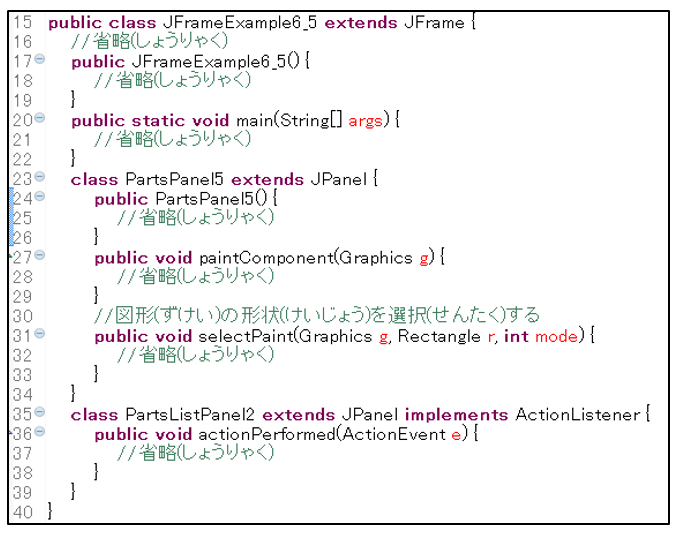 15 public class JFrameExample6_5 extends JFrame {
16 //省略(しょうりゃく)
17 public JFrameExample6_5(){
18 //省略(しょうりゃく)
19 }
20 public static void main(String[] args){
21 //省略(しょうりゃく)
22 }
23 class PartsPanel5 extends JPanel{
24 public PartsPanel5(){
25 //省略(しょうりゃく)
26 }
27 public void paintComponent(Graphics g){
28 //省略(しょうりゃく)
29 }
30 //図形(ずけい)の形状((けいじょう)を選択(せんたく)する
31 public void selectPaint(Graphics g, Rectangle r, int mode){
32 //省略(しょうりゃく)
33 }
34 }
35 class PartsListPanel2 extends JPanel implements ActionListener{
36 public void actionPerformed(ActionEvent e){
37 //省略(しょうりゃく)
38 }
39 }
40 }